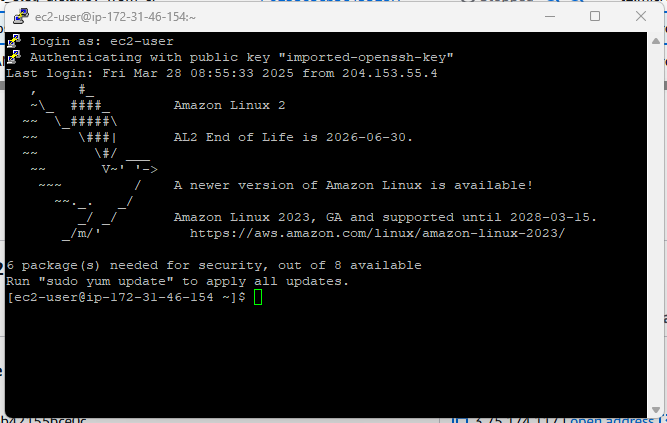 ec2-user@ip-172-31-46-154:~
login as: ec2-user
Authenticating with public key "imported-openssh-key"
Last login: Fri Mar 28 08:55:33 2025 from 204.153.55.4
   ,     #_
   ~\_  ####_        Amazon Linux 2
  ~~  \_#####\
  ~~     \###|       AL2 End of Life is 2026-06-30.
  ~~       \#/ ___
   ~~       V~' '->
    ~~~         /    A newer version of Amazon Linux is available!
      ~~._.   _/
         _/ _/       Amazon Linux 2023, GA and supported until 2028-03-15.
       _/m/'           https://aws.amazon.com/linux/amazon-linux-2023/
6 package(s) needed for security, out of 8 available
Run "sudo yum update" to apply all updates.
[ec2-user@ip-172-31-46-154 ~]$
open address